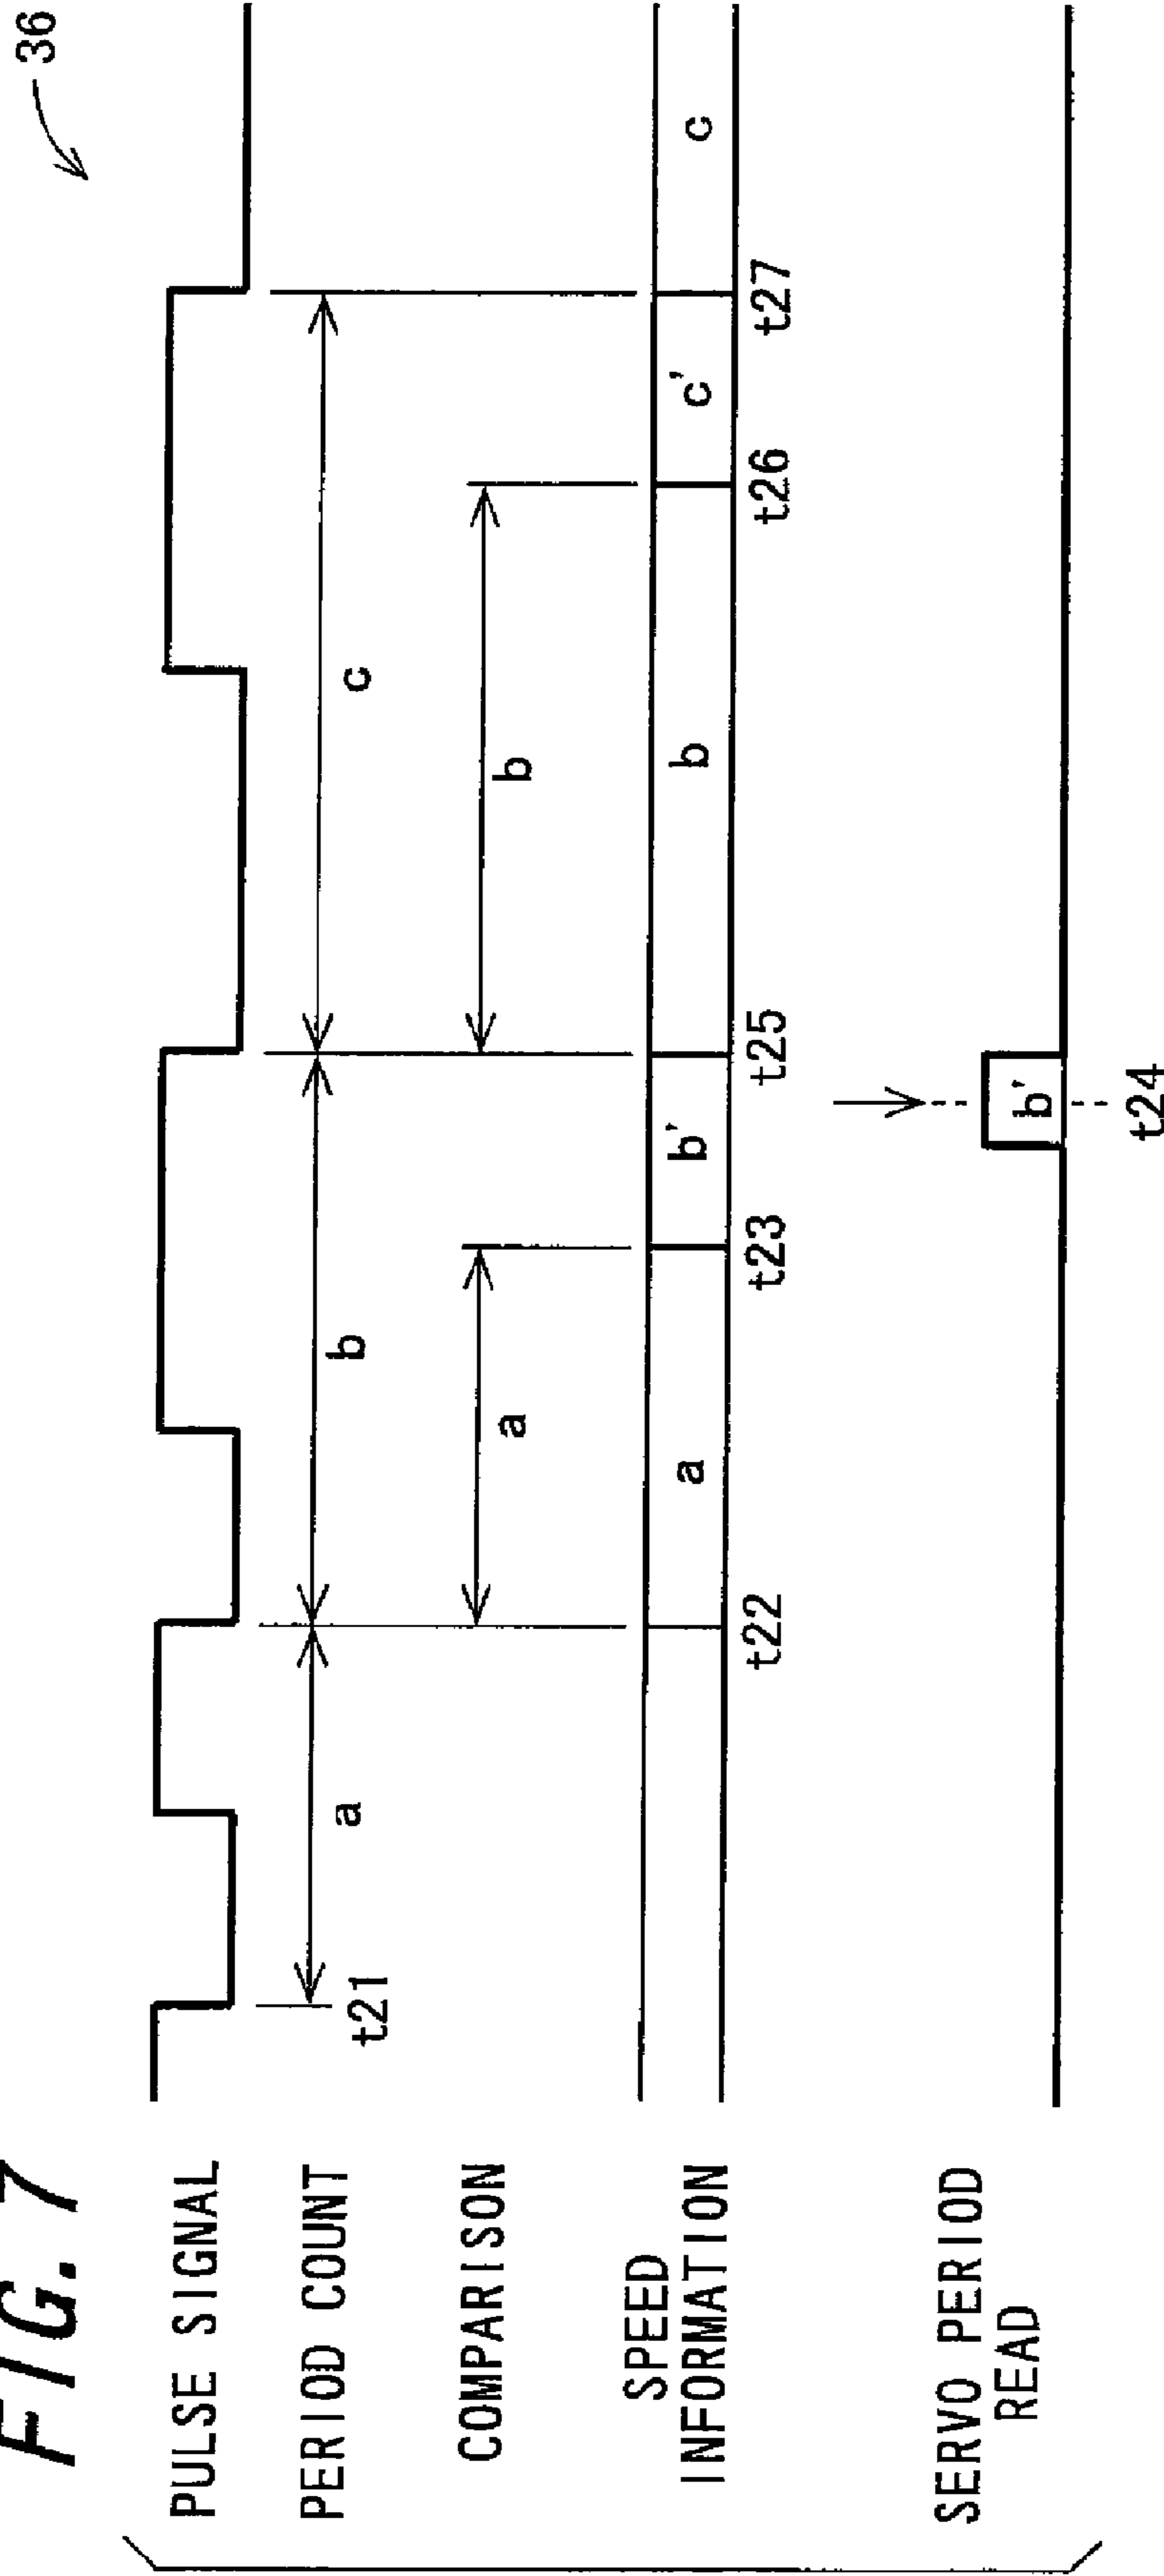 FIG. 7
36
PULSE SIGNAL
PERIOD COUNT
a
b
c
t21
COMPARISON
a
b
SPEED
INFORMATION
a
b'
b
c'
c
t22
t23
t25
t26
t27
SERVO PERIOD
READ
b'
t24